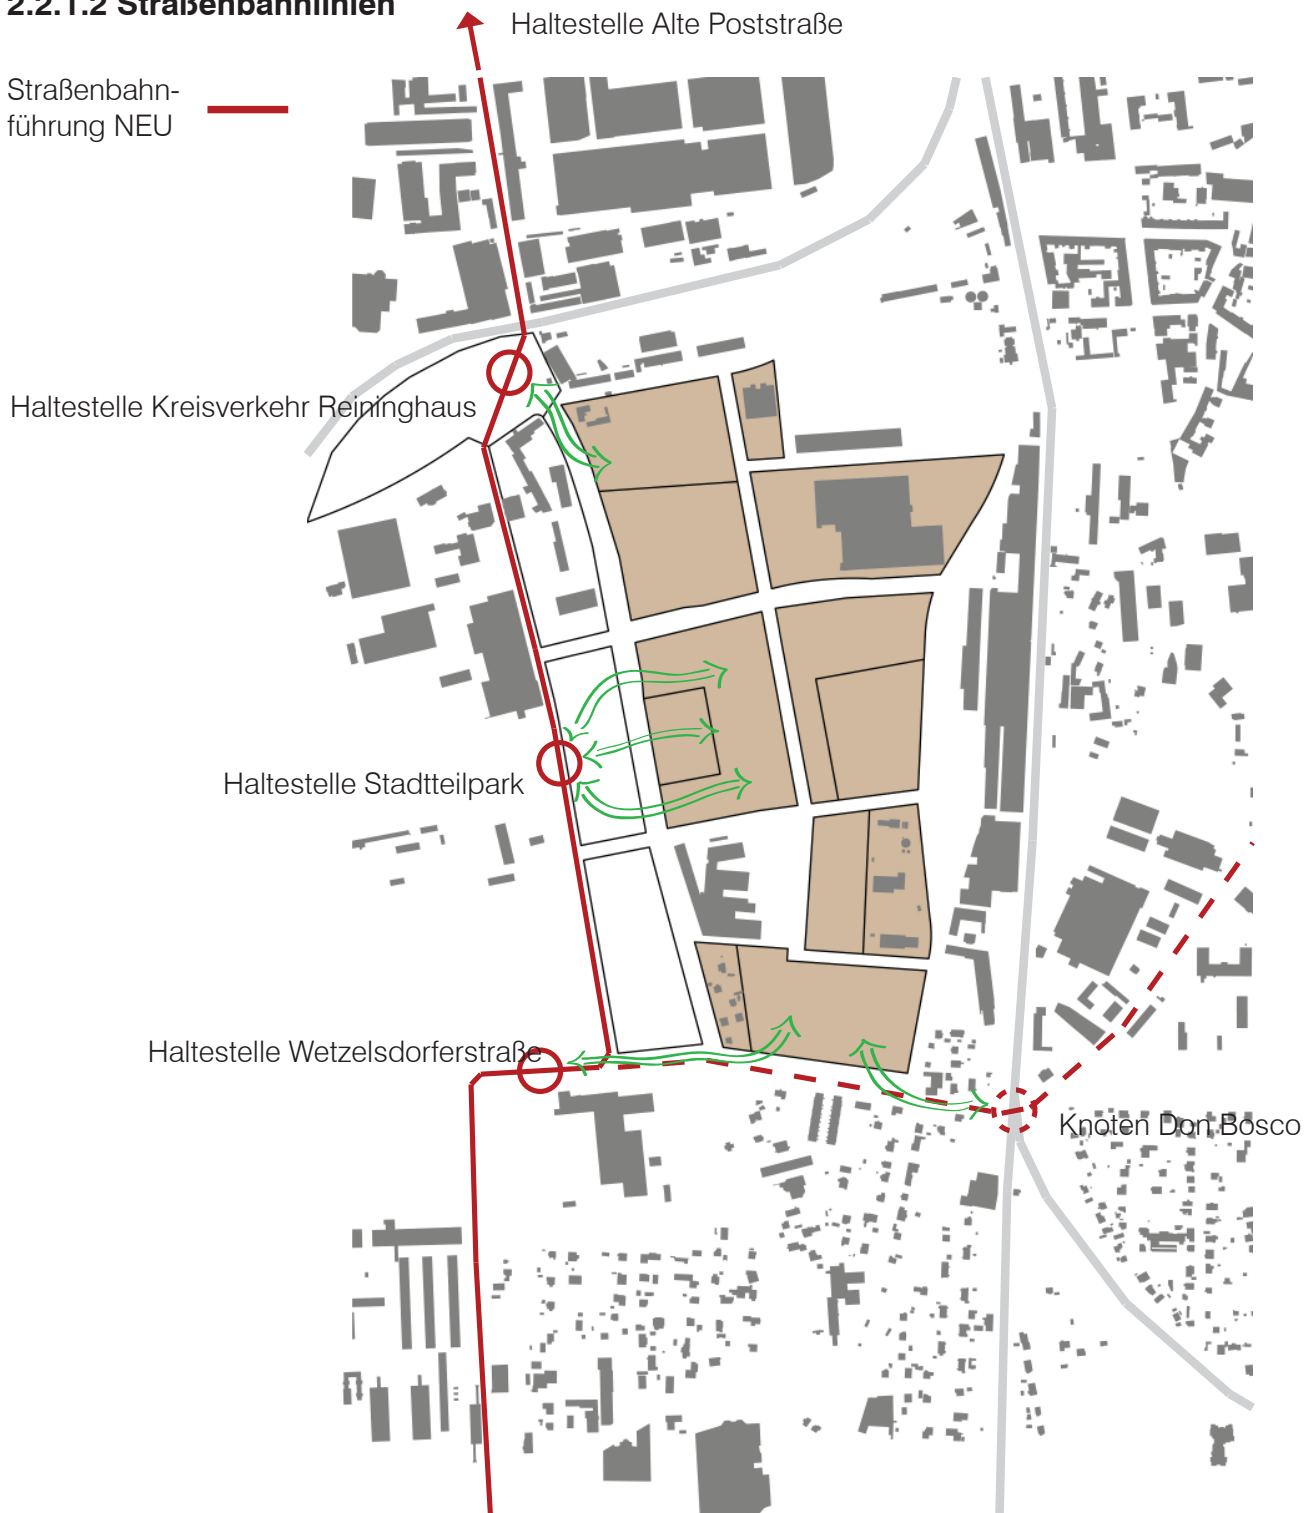 2.2.1.2 Straßenbahnlinien
Haltestelle Alte Poststraße
Straßenbahn-
führung NEU
Haltestelle Kreisverkehr Reininghaus
Haltestelle Stadtteilpark
Haltestelle Wetzelsdorferstraße
Knoten Don Bosco